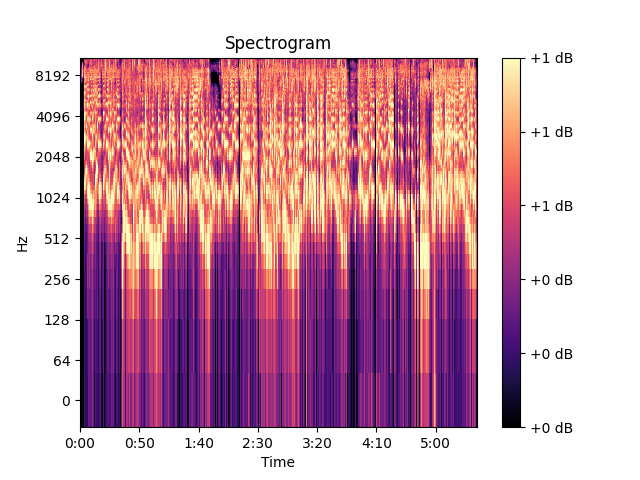 Spectrogram
8192
4096
2048
1024
512
256
128
64
0
Hz
0:00 0:50 1:40 2:30 3:20 4:10 5:00
Time
+1 dB
+1 dB
+1 dB
+0 dB
+0 dB
+0 dB